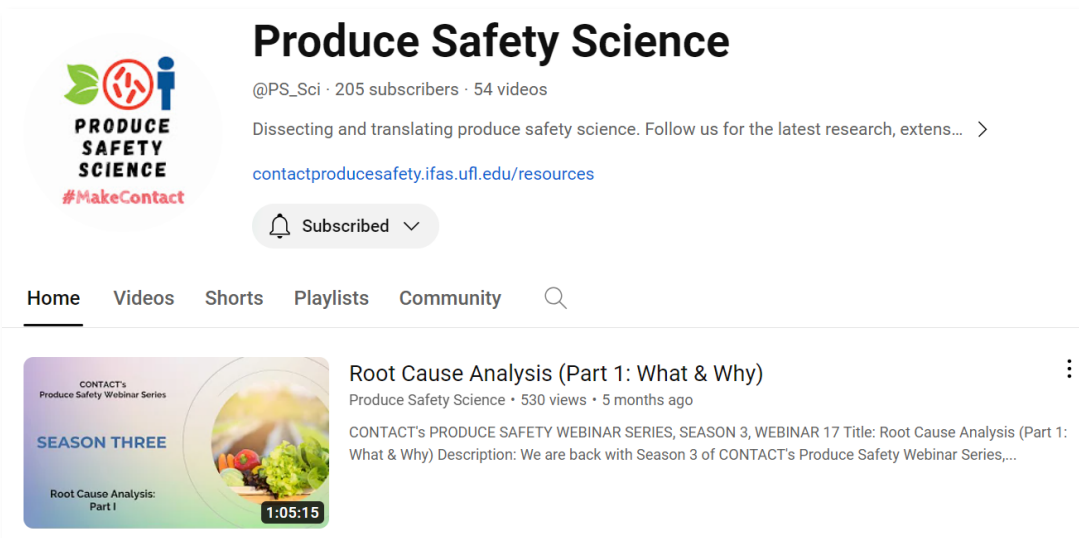 Produce Safety Science
PRODUCE
SAFETY
SCIENCE
#MakeContact
@PS_Sci · 205 subscribers · 54 videos
Dissecting and translating produce safety science. Follow us for the latest research, extens...
contactproducesafety.ifas.ufl.edu/resources
Subscribed
Home Videos Shorts Playlists Community
CONTACT's
Produce Safety Webinar Series
SEASON THREE
Root Cause Analysis:
Part I
1:05:15
Root Cause Analysis (Part 1: What & Why)
Produce Safety Science • 530 views • 5 months ago
CONTACT's PRODUCE SAFETY WEBINAR SERIES, SEASON 3, WEBINAR 17 Title: Root Cause Analysis (Part 1:
What & Why) Description: We are back with Season 3 of CONTACT's Produce Safety Webinar Series,...